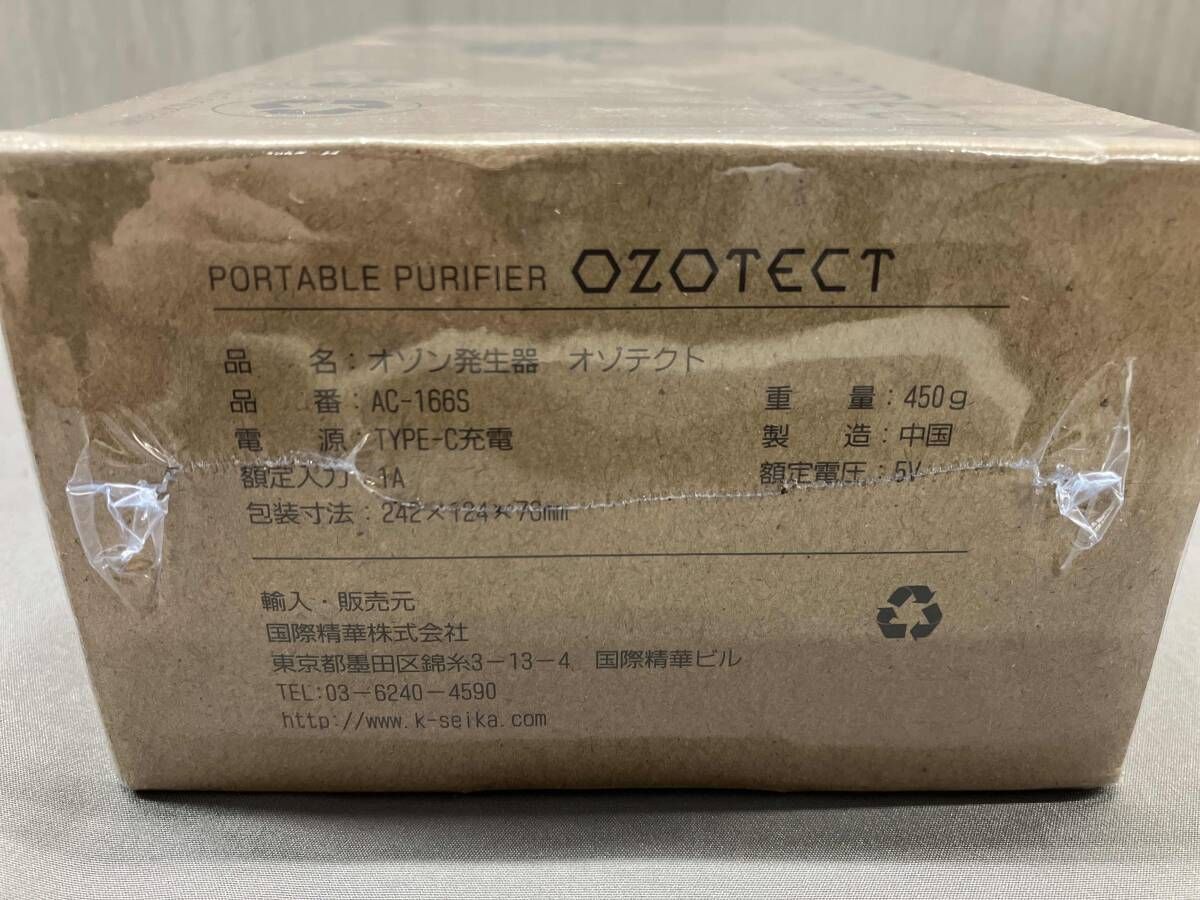 PORTABLE PURIFIER OZOTECT
品 名：オゾン発生器 オゾテクト
品 番：AC-166S 重 量：450g
電 源：TYPE-C充電 製 造：中国
額定入力：1A 額定電圧：5V
包装寸法：
輸入・販売元
国際精華株式会社
東京都墨田区錦糸3-13-4 国際精華ビル
TEL:03-6240-4590
http://www.k-seika.com